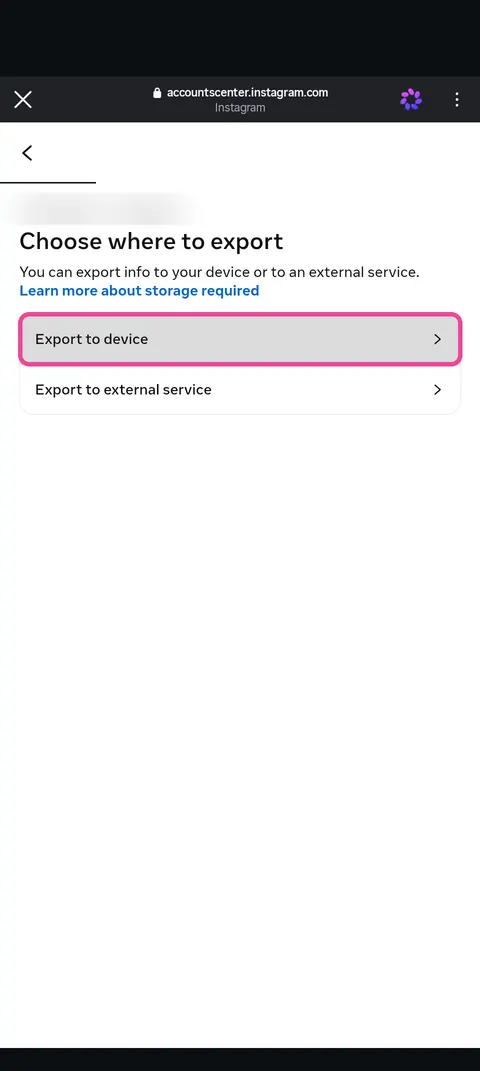 accountscenter.instagram.com
Instagram
Choose where to export
You can export info to your device or to an external service.
Learn more about storage required
Export to device
Export to external service